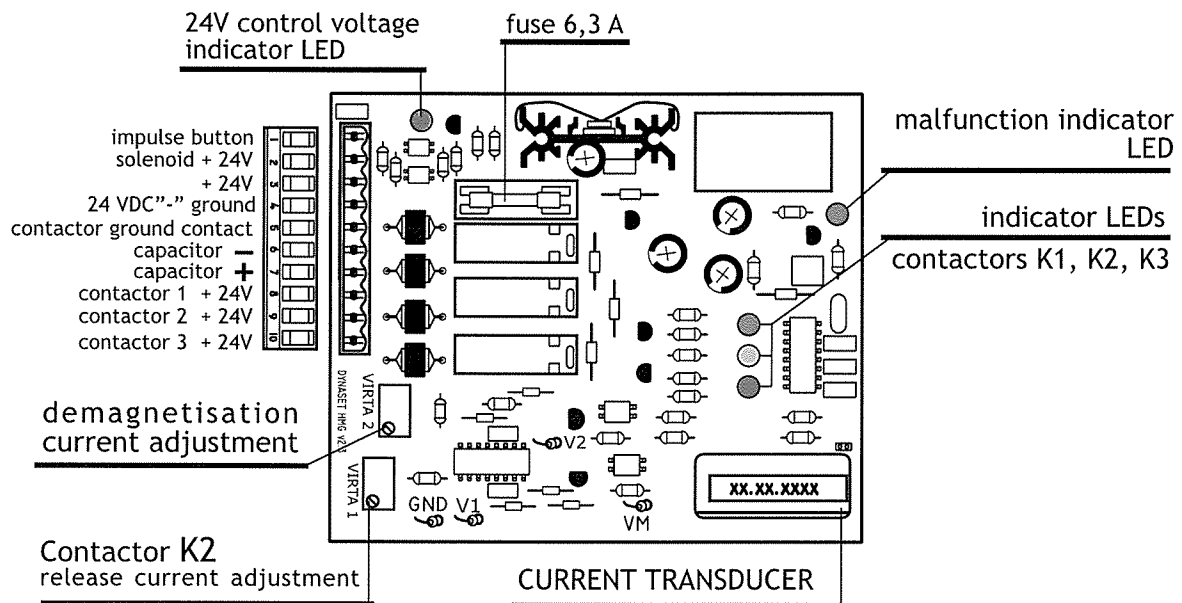 24V control voltage
indicator LED
fuse 6,3 A
malfunction indicator
LED
indicator LEDs
contactors K1, K2, K3
impulse button 1
solenoid + 24V 2
+ 24V 3
24 VDC"-" ground 4
contactor ground contact 5
capacitor − 6
capacitor + 7
contactor 1 + 24V 8
contactor 2 + 24V 9
contactor 3 + 24V 10
demagnetisation
current adjustment
VIRTA 2
DYNASET HMG
VIRTA 1
V2
GND V1
VM
XX.XX.XXXX
Contactor K2
release current adjustment
CURRENT TRANSDUCER